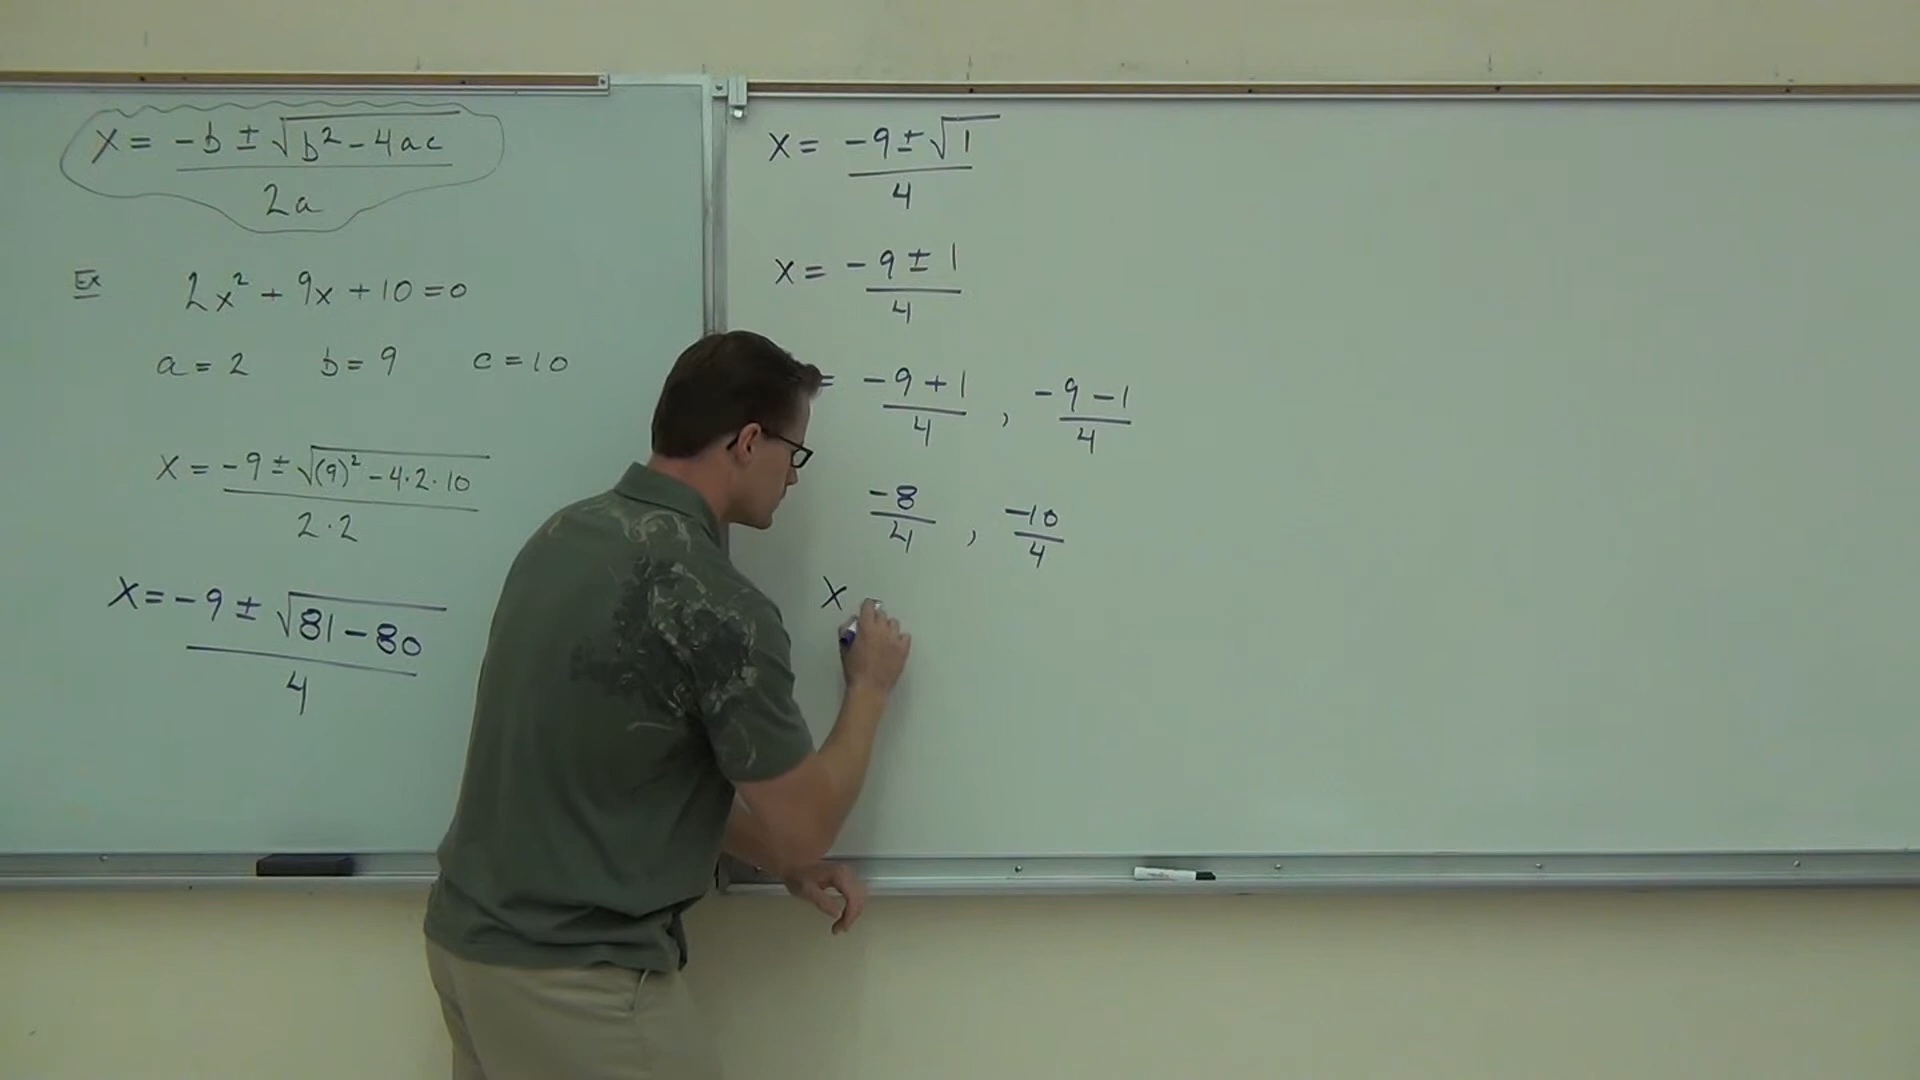 x = (-b ± √(b² - 4ac)) / 2a
Ex 2x² + 9x + 10 = 0
a = 2 b = 9 c = 10
x = (-9 ± √((9)² - 4·2·10)) / (2·2)
x = (-9 ± √(81 - 80)) / 4
x = (-9 ± √1) / 4
x = (-9 ± 1) / 4
= (-9 + 1) / 4 , (-9 - 1) / 4
-8/4 , -10/4
x